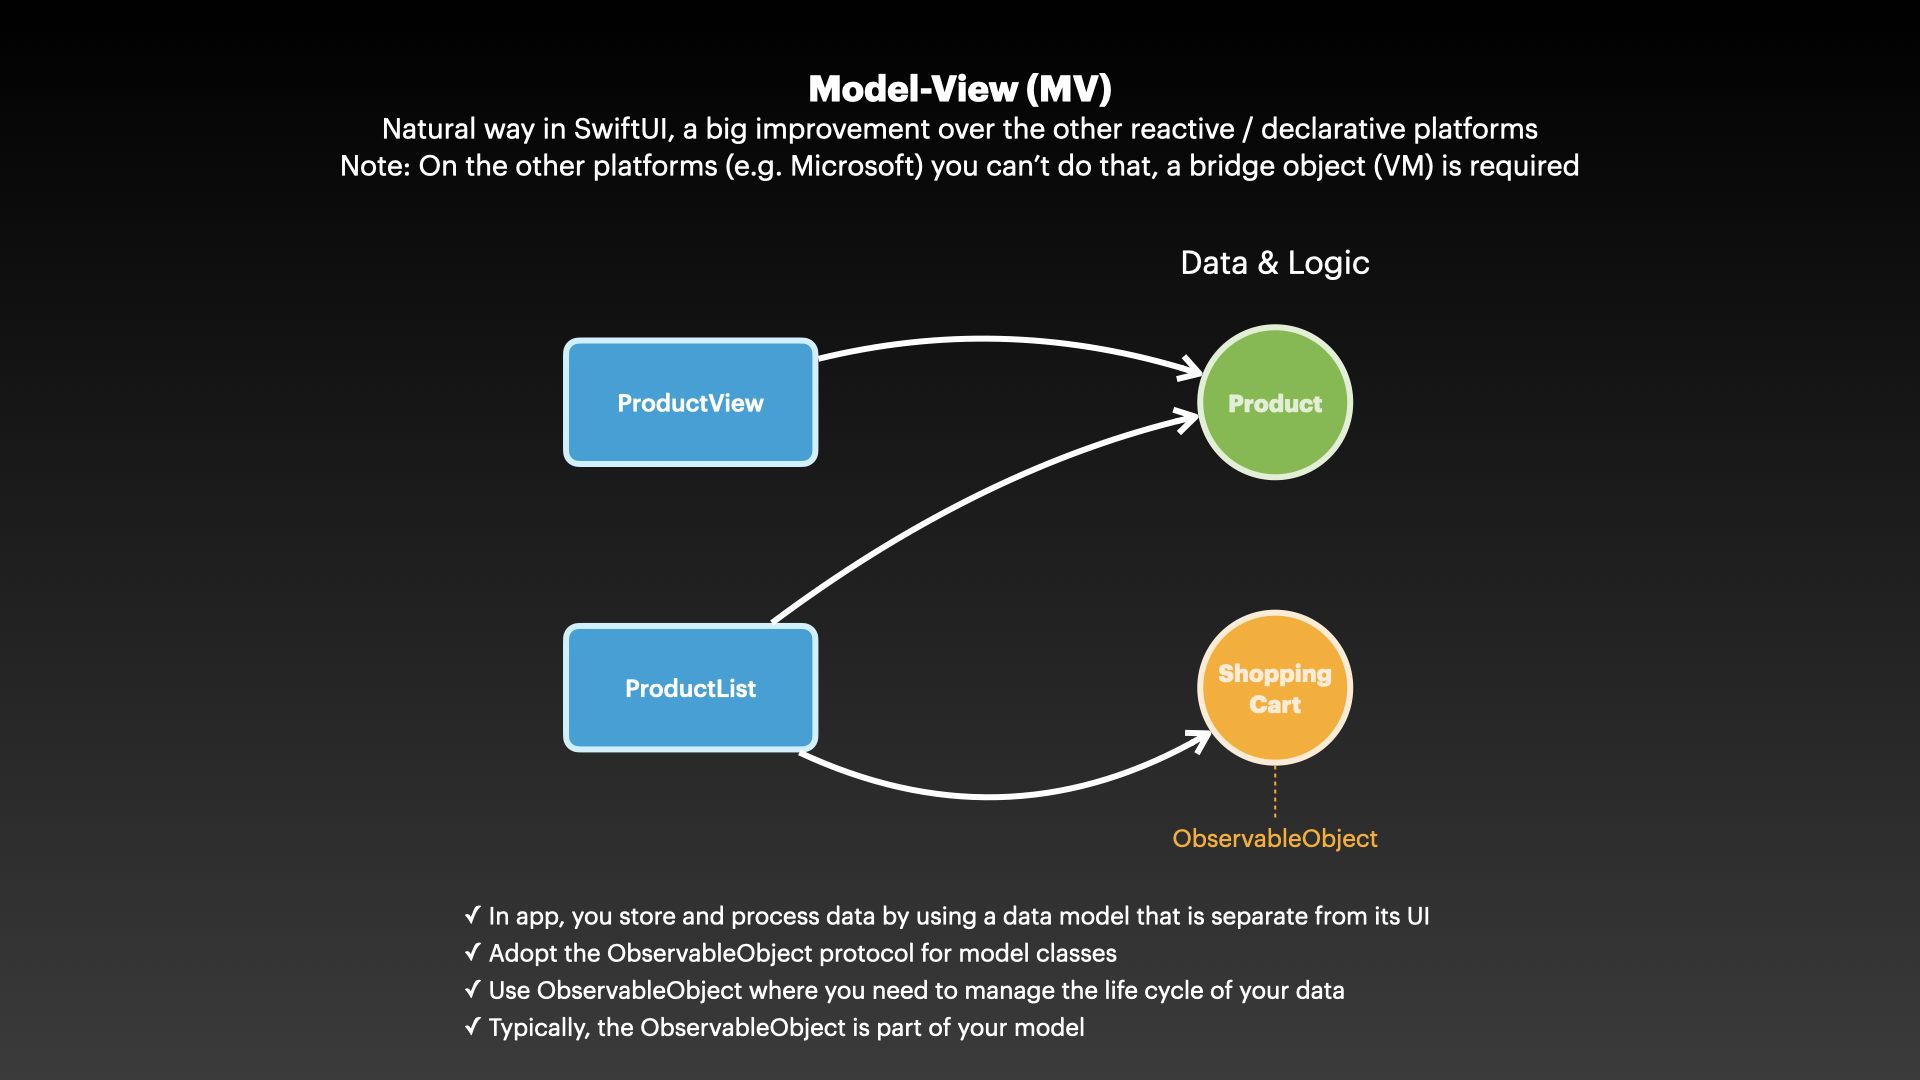 Model-View (MV)
Natural way in SwiftUI, a big improvement over the other reactive / declarative platforms
Note: On the other platforms (e.g. Microsoft) you can’t do that, a bridge object (VM) is required
Data & Logic
ProductView
Product
ProductList
Shopping
Cart
ObservableObject
✓ In app, you store and process data by using a data model that is separate from its UI
✓ Adopt the ObservableObject protocol for model classes
✓ Use ObservableObject where you need to manage the life cycle of your data
✓ Typically, the ObservableObject is part of your model